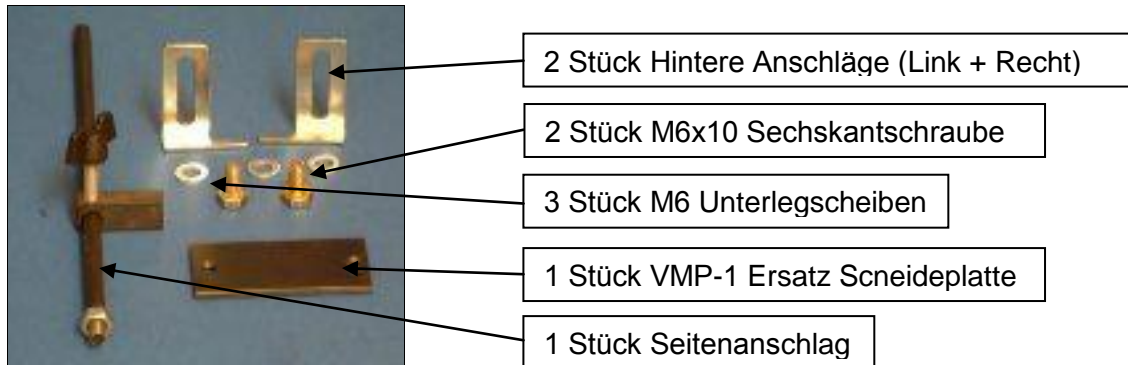 2 Stück Hintere Anschläge (Link + Recht)
2 Stück M6x10 Sechskantschraube
3 Stück M6 Unterlegscheiben
1 Stück VMP-1 Ersatz Scneideplatte
1 Stück Seitenanschlag